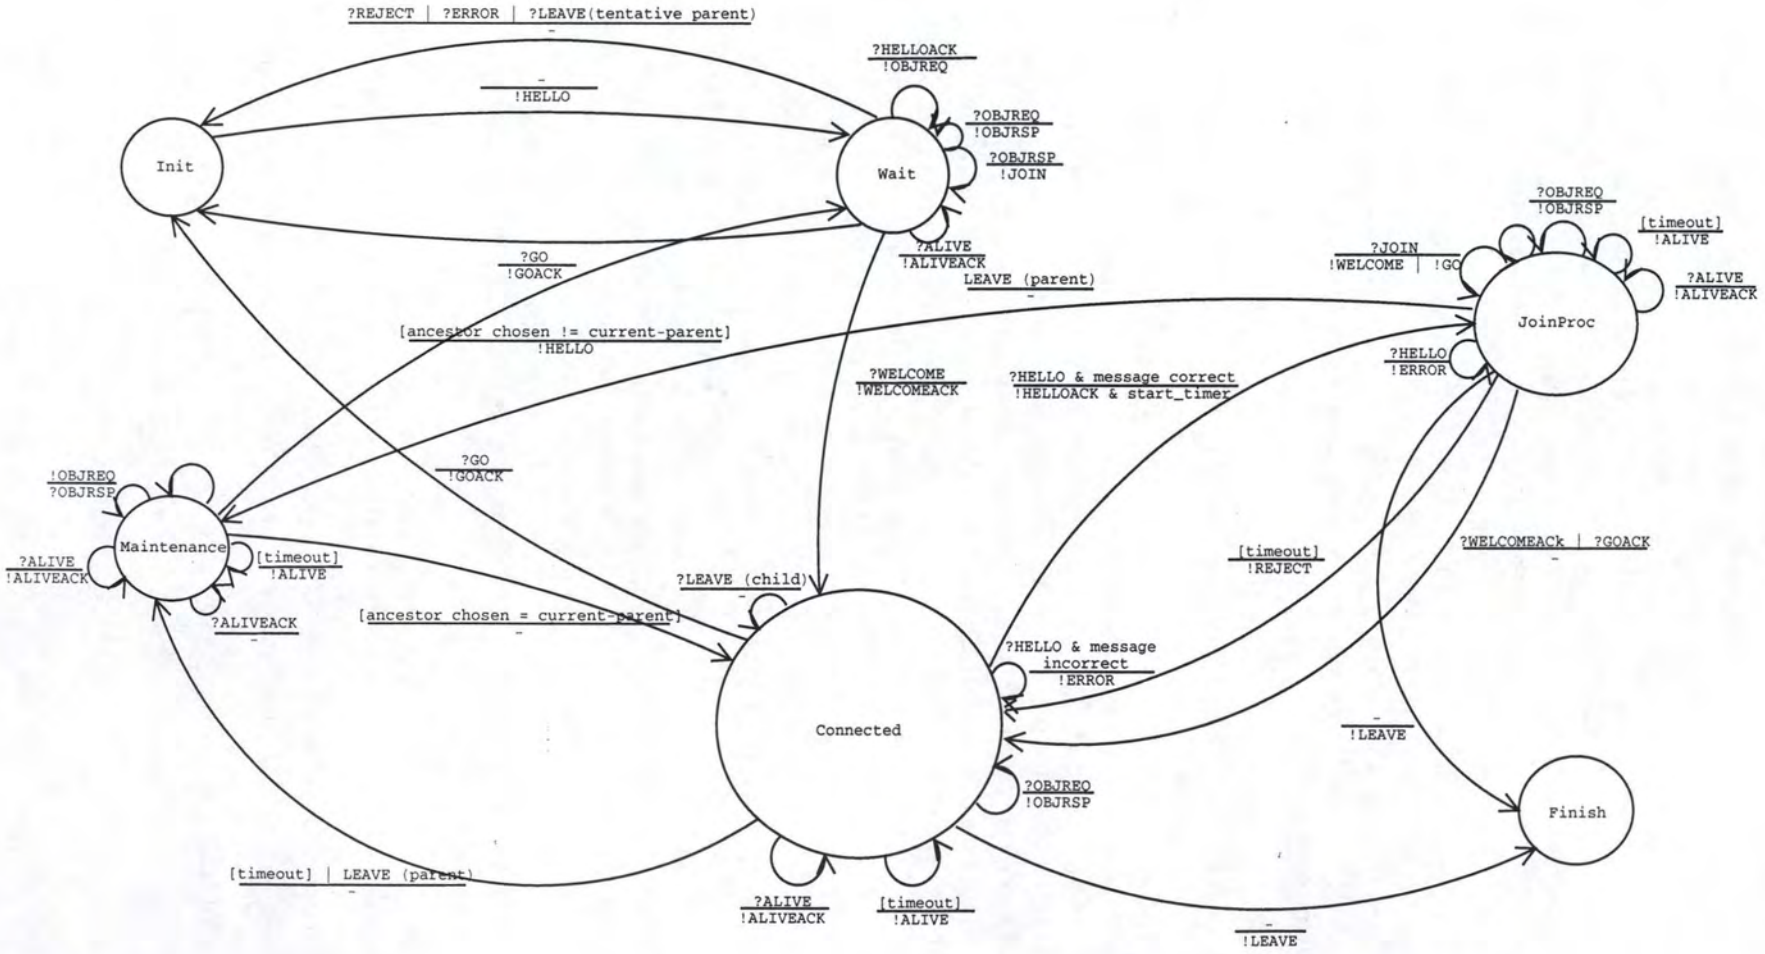 ?REJECT | ?ERROR | ?LEAVE(tentative parent)
-
?HELLOACK
!OBJREQ
-
!HELLO
?OBJREQ
!OBJRSP
Init
Wait
?OBJRSP
!JOIN
?OBJREQ
!OBJRSP
[timeout]
!ALIVE
?JOIN
!WELCOME | !GO
?ALIVE
!ALIVEACK
?GO
!GOACK
?ALIVE
!ALIVEACK
LEAVE (parent)
-
JoinProc
[ancestor chosen != current-parent]
!HELLO
?HELLO
!ERROR
?WELCOME
!WELCOMEACK
?HELLO & message correct
!HELLOACK & start_timer
?GO
!GOACK
!OBJREQ
?OBJRSP
Maintenance
?ALIVE
!ALIVEACK
[timeout]
!ALIVE
?WELCOMEACk | ?GOACK
-
[timeout]
!REJECT
?LEAVE (child)
-
?ALIVEACK
-
[ancestor chosen = current-parent]
-
?HELLO & message
incorrect
!ERROR
Connected
-
!LEAVE
?OBJREQ
!OBJRSP
Finish
[timeout] | LEAVE (parent)
-
?ALIVE
!ALIVEACK
[timeout]
!ALIVE
-
!LEAVE